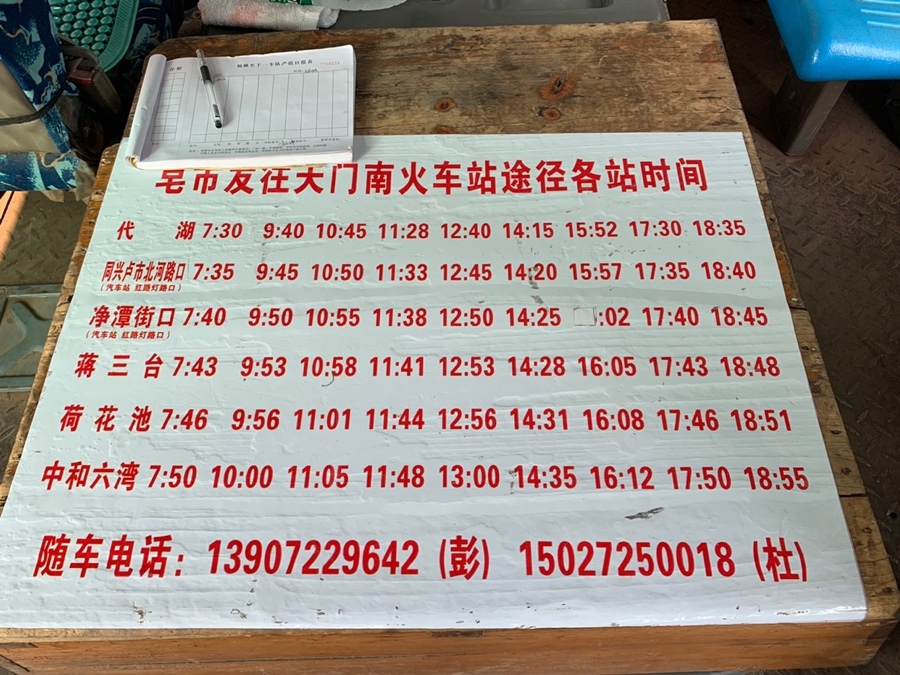 皂市发往天门南火车站途径各站时间
代 湖 7:30 9:40 10:45 11:28 12:40 14:15 15:52 17:30 18:35
同兴卢市北河路口 7:35 9:45 10:50 11:33 12:45 14:20 15:57 17:35 18:40
(汽车站 红路灯路口)
净潭街口 7:40 9:50 10:55 11:38 12:50 14:25 :02 17:40 18:45
(汽车站 红路灯路口)
蒋三台 7:43 9:53 10:58 11:41 12:53 14:28 16:05 17:43 18:48
荷花池 7:46 9:56 11:01 11:44 12:56 14:31 16:08 17:46 18:51
中和六湾 7:50 10:00 11:05 11:48 13:00 14:35 16:12 17:50 18:55
随车电话：13907229642 (彭) 15027250018 (杜)